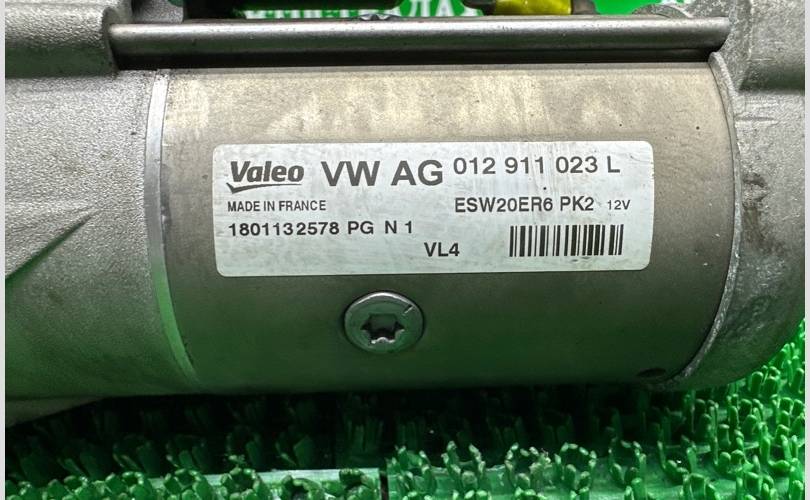 Valeo VW AG 012 911 023 L
MADE IN FRANCE ESW20ER6 PK2 12V
1801132578 PG N 1
VL4